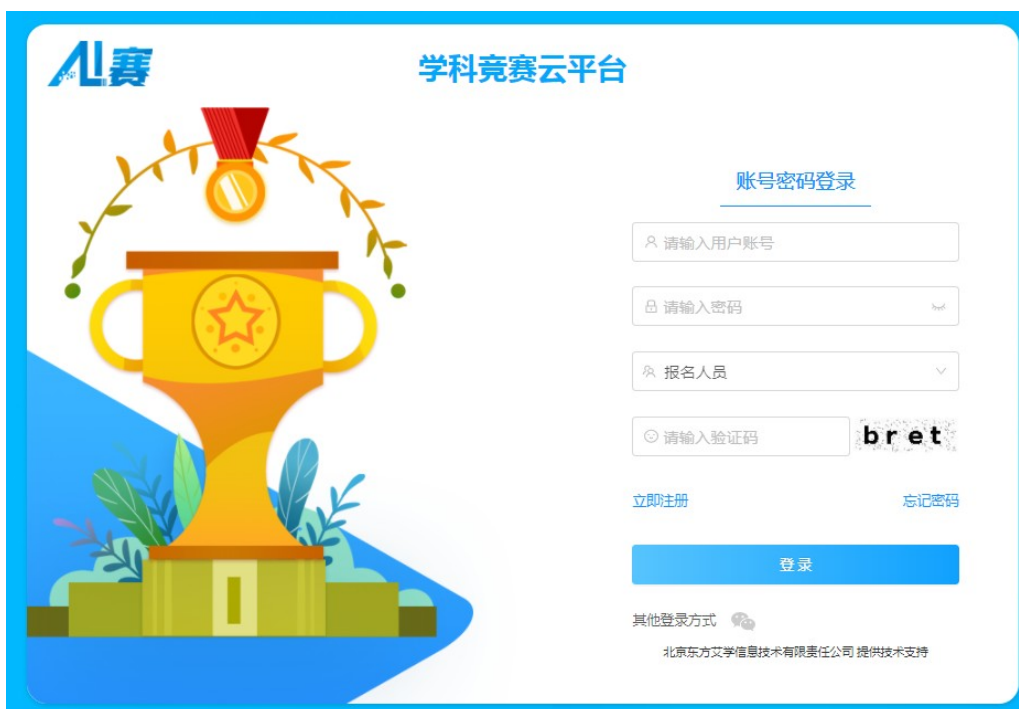 AI赛
学科竞赛云平台
账号密码登录
请输入用户账号
请输入密码
报名人员
请输入验证码
bret
立即注册
忘记密码
登录
其他登录方式
北京东方艾学信息技术有限责任公司 提供技术支持